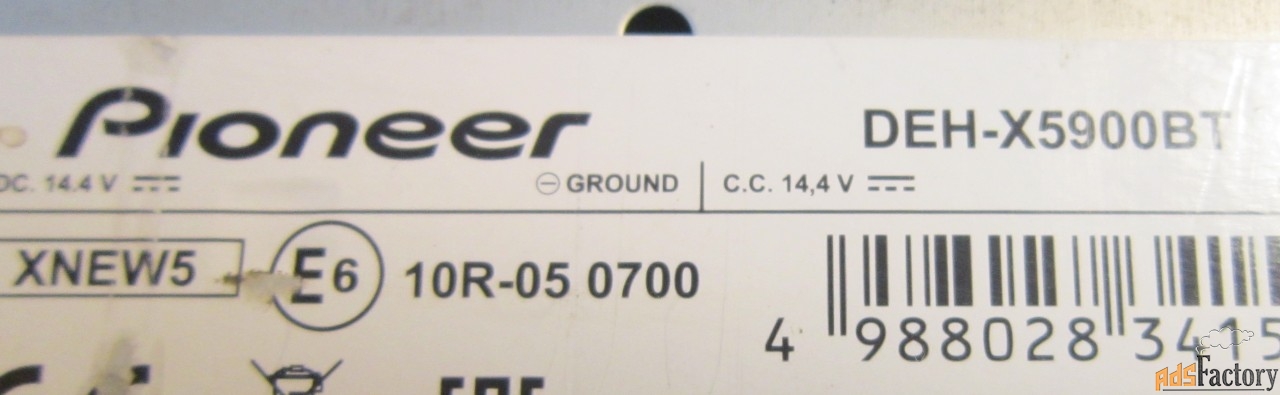 Pioneer DEH-X5900BT
DC. 14.4 V ⊖ GROUND C.C. 14,4 V
XNEW5 E6 10R-05 0700
4 988028 3415
AdsFactory